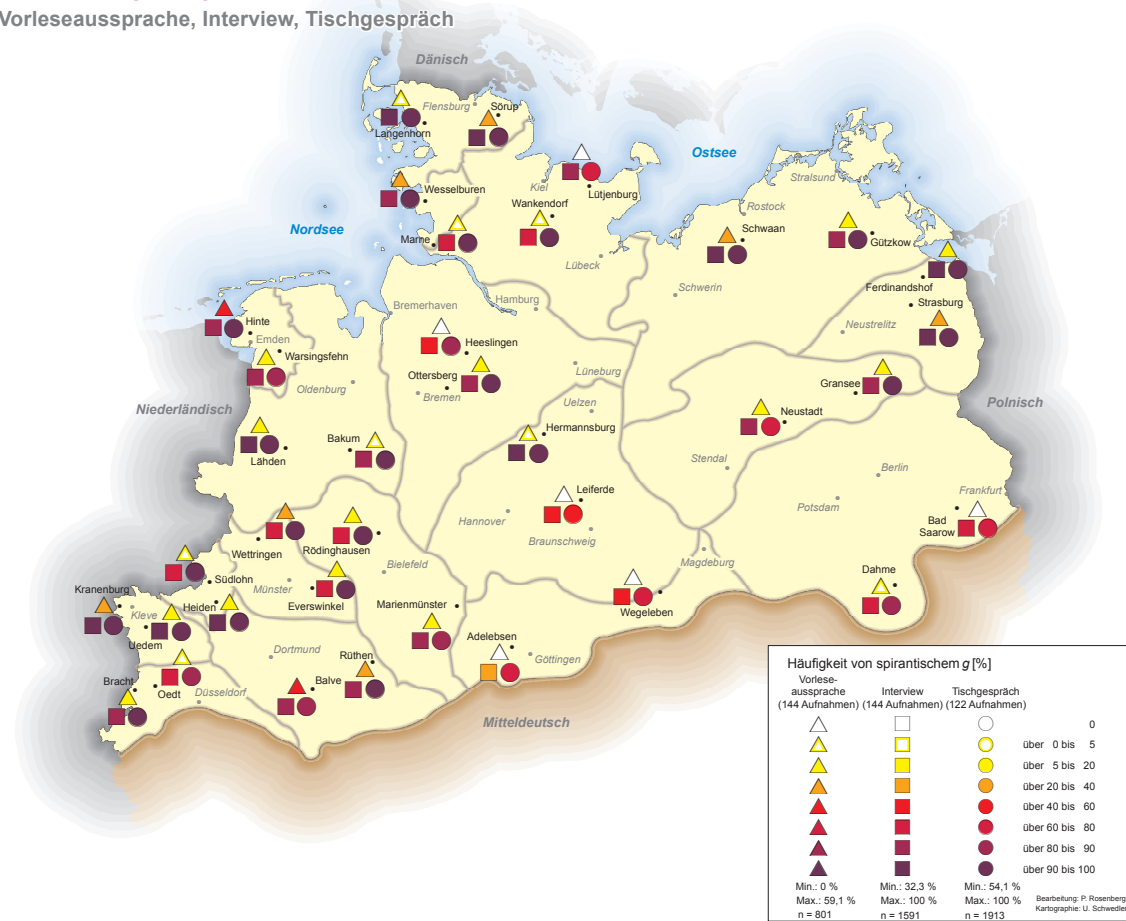 Vorleseaussprache, Interview, Tischgespräch
Dänisch
Flensburg
Sörup
Langenhorn
Ostsee
Wesselburen
Kiel
Lütjenburg
Stralsund
Wankendorf
Rostock
Nordsee
Schwaan
Marne
Gützkow
Lübeck
Ferdinandshof
Schwerin
Bremerhaven
Hamburg
Strasburg
Hinte
Emden
Neustrelitz
Heeslingen
Warsingsfehn
Lüneburg
Ottersberg
Gransee
Oldenburg
Bremen
Niederländisch
Uelzen
Polnisch
Neustadt
Hermannsburg
Bakum
Lähden
Stendal
Berlin
Leiferde
Frankfurt
Potsdam
Hannover
Bad
Saarow
Braunschweig
Wettringen
Rödinghausen
Magdeburg
Bielefeld
Dahme
Südlohn
Münster
Kranenburg
Heiden
Everswinkel
Marienmünster
Wegeleben
Kleve
Uedem
Adelebsen
Dortmund
Rüthen
Göttingen
Bracht
Oedt
Düsseldorf
Balve
Mitteldeutsch
Häufigkeit von spirantischem g [%]
Vorlese-
aussprache Interview Tischgespräch
(144 Aufnahmen) (144 Aufnahmen) (122 Aufnahmen)
0
über 0 bis 5
über 5 bis 20
über 20 bis 40
über 40 bis 60
über 60 bis 80
über 80 bis 90
über 90 bis 100
Min.: 0 % Min.: 32,3 % Min.: 54,1 %
Max.: 59,1 % Max.: 100 % Max.: 100 %
n = 801 n = 1591 n = 1913
Bearbeitung: P. Rosenberg
Kartographie: U. Schwedler